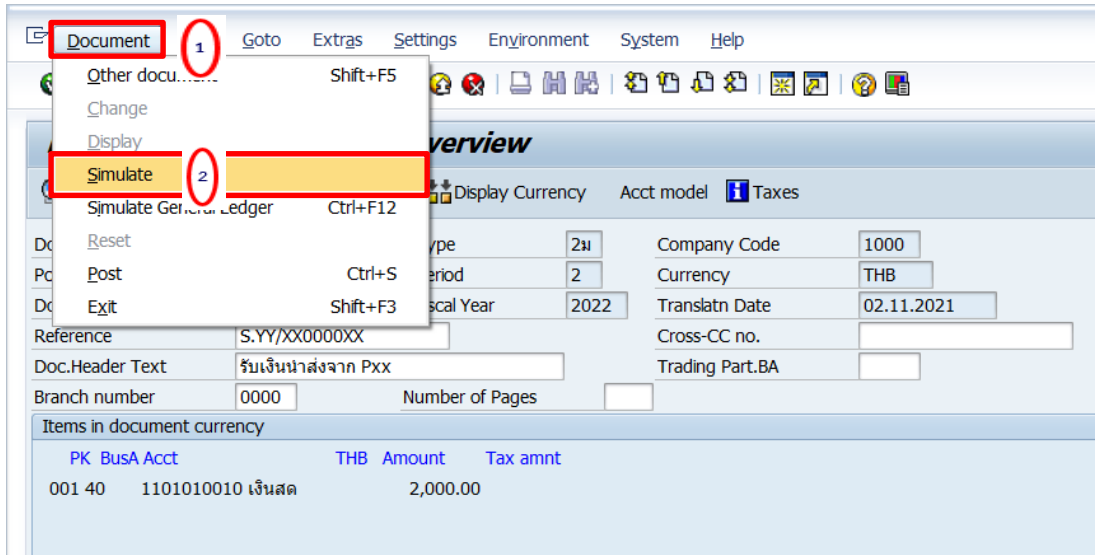 Document 1 Goto Extras Settings Environment System Help
Other document Shift+F5
Change
Display verview
Simulate 2
Display Currency Acct model Taxes
Simulate General Ledger Ctrl+F12
Reset ype 2ม Company Code 1000
Post Ctrl+S eriod 2 Currency THB
Exit Shift+F3 scal Year 2022 Translatn Date 02.11.2021
Reference S.YY/XX0000XX Cross-CC no.
Doc.Header Text รับเงินนำส่งจาก Pxx Trading Part.BA
Branch number 0000 Number of Pages
Items in document currency
PK BusA Acct THB Amount Tax amnt
001 40 1101010010 เงินสด 2,000.00